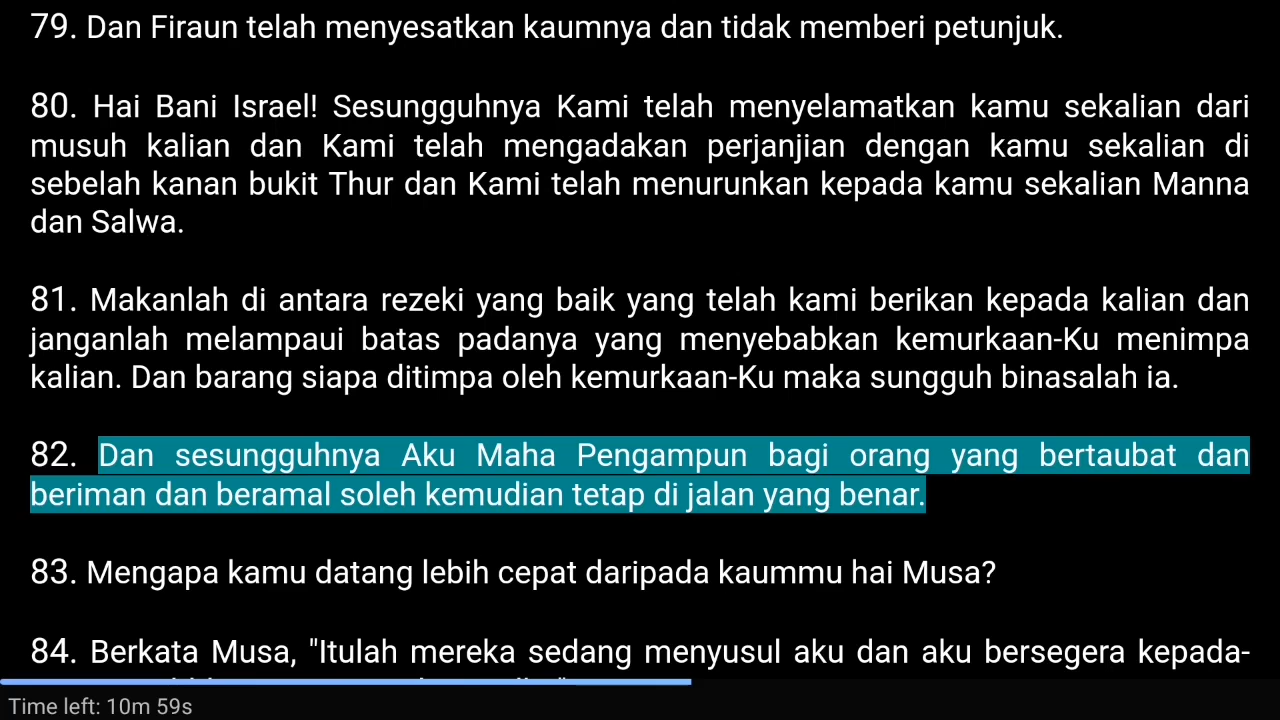 79. Dan Firaun telah menyesatkan kaumnya dan tidak memberi petunjuk.
80. Hai Bani Israel! Sesungguhnya Kami telah menyelamatkan kamu sekalian dari
musuh kalian dan Kami telah mengadakan perjanjian dengan kamu sekalian di
sebelah kanan bukit Thur dan Kami telah menurunkan kepada kamu sekalian Manna
dan Salwa.
81. Makanlah di antara rezeki yang baik yang telah kami berikan kepada kalian dan
janganlah melampaui batas padanya yang menyebabkan kemurkaan-Ku menimpa
kalian. Dan barang siapa ditimpa oleh kemurkaan-Ku maka sungguh binasalah ia.
82. Dan sesungguhnya Aku Maha Pengampun bagi orang yang bertaubat dan
beriman dan beramal soleh kemudian tetap di jalan yang benar.
83. Mengapa kamu datang lebih cepat daripada kaummu hai Musa?
84. Berkata Musa, "Itulah mereka sedang menyusul aku dan aku bersegera kepada-
Time left: 10m 59s